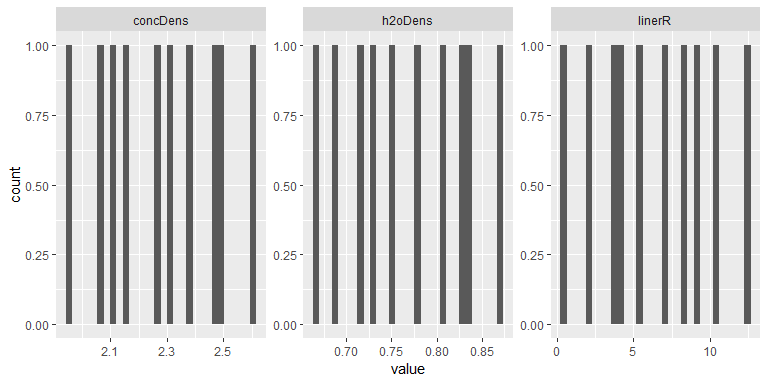 concDens h2oDens linerR
1.00 1.00 1.00
0.75 0.75 0.75
0.50 0.50 0.50
0.25 0.25 0.25
0.00 0.00 0.00
count
2.1 2.3 2.5 0.70 0.75 0.80 0.85 0 5 10
value